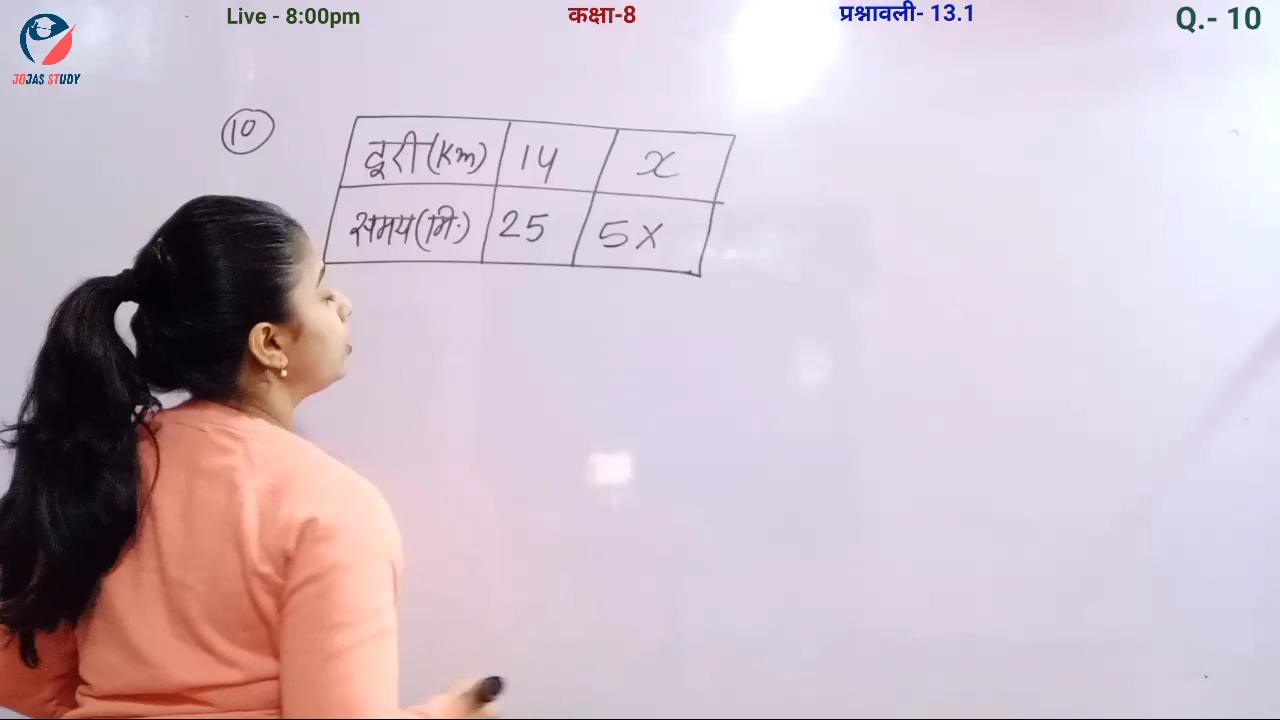 Live - 8:00pm
कक्षा-8
प्रश्नावली- 13.1
Q.- 10
JOJAS STUDY
10
दूरी(Km) 14 x
समय(मि.) 25 5x